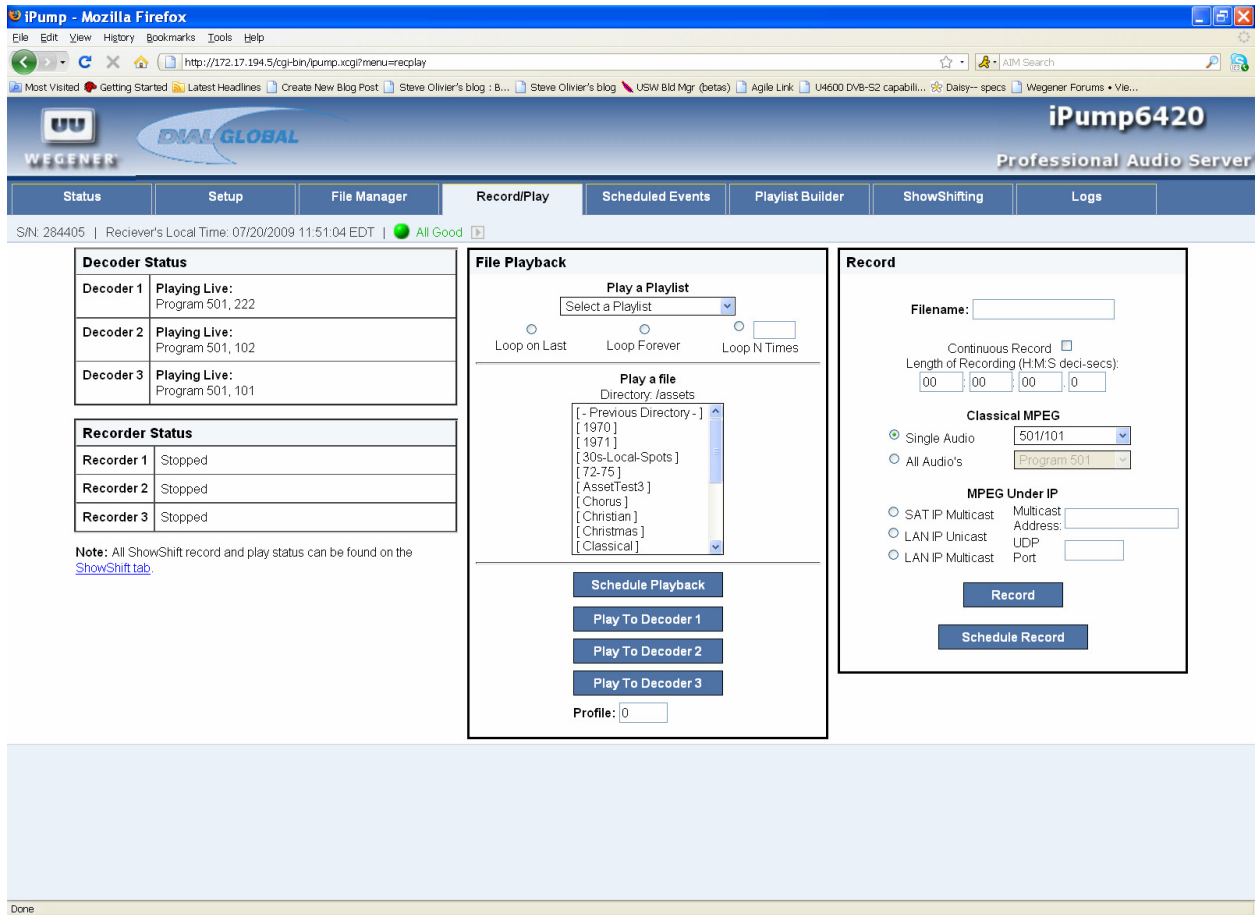 iPump - Mozilla Firefox
File Edit View History Bookmarks Tools Help
http://172.17.194.5/cgi-bin/ipump.xcgi?menu=recplay
AIM Search
Most Visited Getting Started Latest Headlines Create New Blog Post Steve Olivier's blog : B... Steve Olivier's blog USW Bld Mgr (betas) Agile Link U4600 DVB-S2 capabili... Daisy-- specs Wegener Forums • Vie...
WEGENER
DIAL GLOBAL
iPump6420
Professional Audio Server
Status Setup File Manager Record/Play Scheduled Events Playlist Builder ShowShifting Logs
S/N: 284405 | Reciever's Local Time: 07/20/2009 11:51:04 EDT | All Good
Decoder Status
Decoder 1 Playing Live:
Program 501, 222
Decoder 2 Playing Live:
Program 501, 102
Decoder 3 Playing Live:
Program 501, 101
Recorder Status
Recorder 1 Stopped
Recorder 2 Stopped
Recorder 3 Stopped
Note: All ShowShift record and play status can be found on the
ShowShift tab.
File Playback
Play a Playlist
Select a Playlist
Loop on Last Loop Forever Loop N Times
Play a file
Directory: /assets
[ - Previous Directory - ]
[ 1970 ]
[ 1971 ]
[ 30s-Local-Spots ]
[ 72-75 ]
[ AssetTest3 ]
[ Chorus ]
[ Christian ]
[ Christmas ]
[ Classical ]
Schedule Playback
Play To Decoder 1
Play To Decoder 2
Play To Decoder 3
Profile: 0
Record
Filename:
Continuous Record
Length of Recording (H:M:S deci-secs):
00 : 00 : 00 . 0
Classical MPEG
Single Audio 501/101
All Audio's Program 501
MPEG Under IP
SAT IP Multicast
LAN IP Unicast
LAN IP Multicast
Multicast
Address:
UDP
Port
Record
Schedule Record
Done